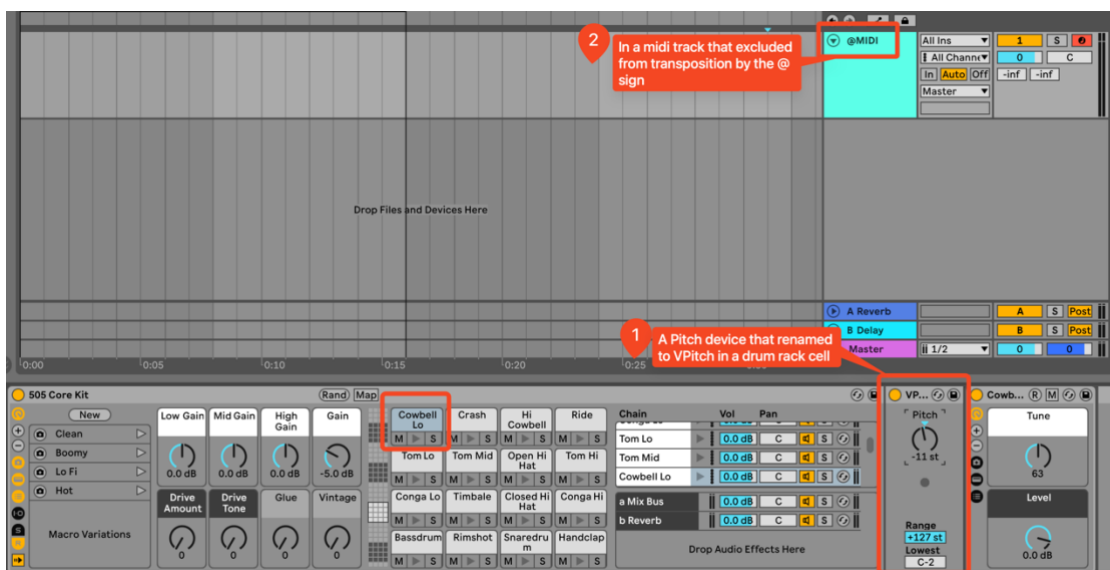 2
In a midi track that excluded
from transposition by the @
sign
@MIDI
All Ins
1
S
All Channe
0
C
In
Auto
Off
-inf
-inf
Master
Drop Files and Devices Here
A Reverb
A
S
Post
B Delay
B
S
Post
Master
1/2
0
0
1
A Pitch device that renamed
to VPitch in a drum rack cell
0:00
0:05
0:10
0:15
0:20
0:25
505 Core Kit
Rand
Map
New
Clean
Boomy
Lo Fi
Hot
Macro Variations
Low Gain
Mid Gain
High
Gain
Gain
0.0 dB
0.0 dB
0.0 dB
-5.0 dB
Drive
Amount
Drive
Tone
Glue
Vintage
0
0
0
0
Cowbell
Lo
Crash
Hi
Cowbell
Ride
M
S
M
S
M
S
M
S
Tom Lo
Tom Mid
Open Hi
Hat
Tom Hi
M
S
M
S
M
S
M
S
Conga Lo
Timbale
Closed Hi
Hat
Conga Hi
M
S
M
S
M
S
M
S
Bassdrum
Rimshot
Snaredru
m
Handclap
M
S
M
S
M
S
M
S
Chain
Vol
Pan
Tom Lo
0.0 dB
C
S
Tom Mid
0.0 dB
C
S
Cowbell Lo
0.0 dB
C
S
a Mix Bus
0.0 dB
C
S
b Reverb
0.0 dB
C
S
Drop Audio Effects Here
VP...
Pitch
-11 st
Range
+127 st
Lowest
C-2
Cowb...
R
M
Tune
63
Level
0.0 dB